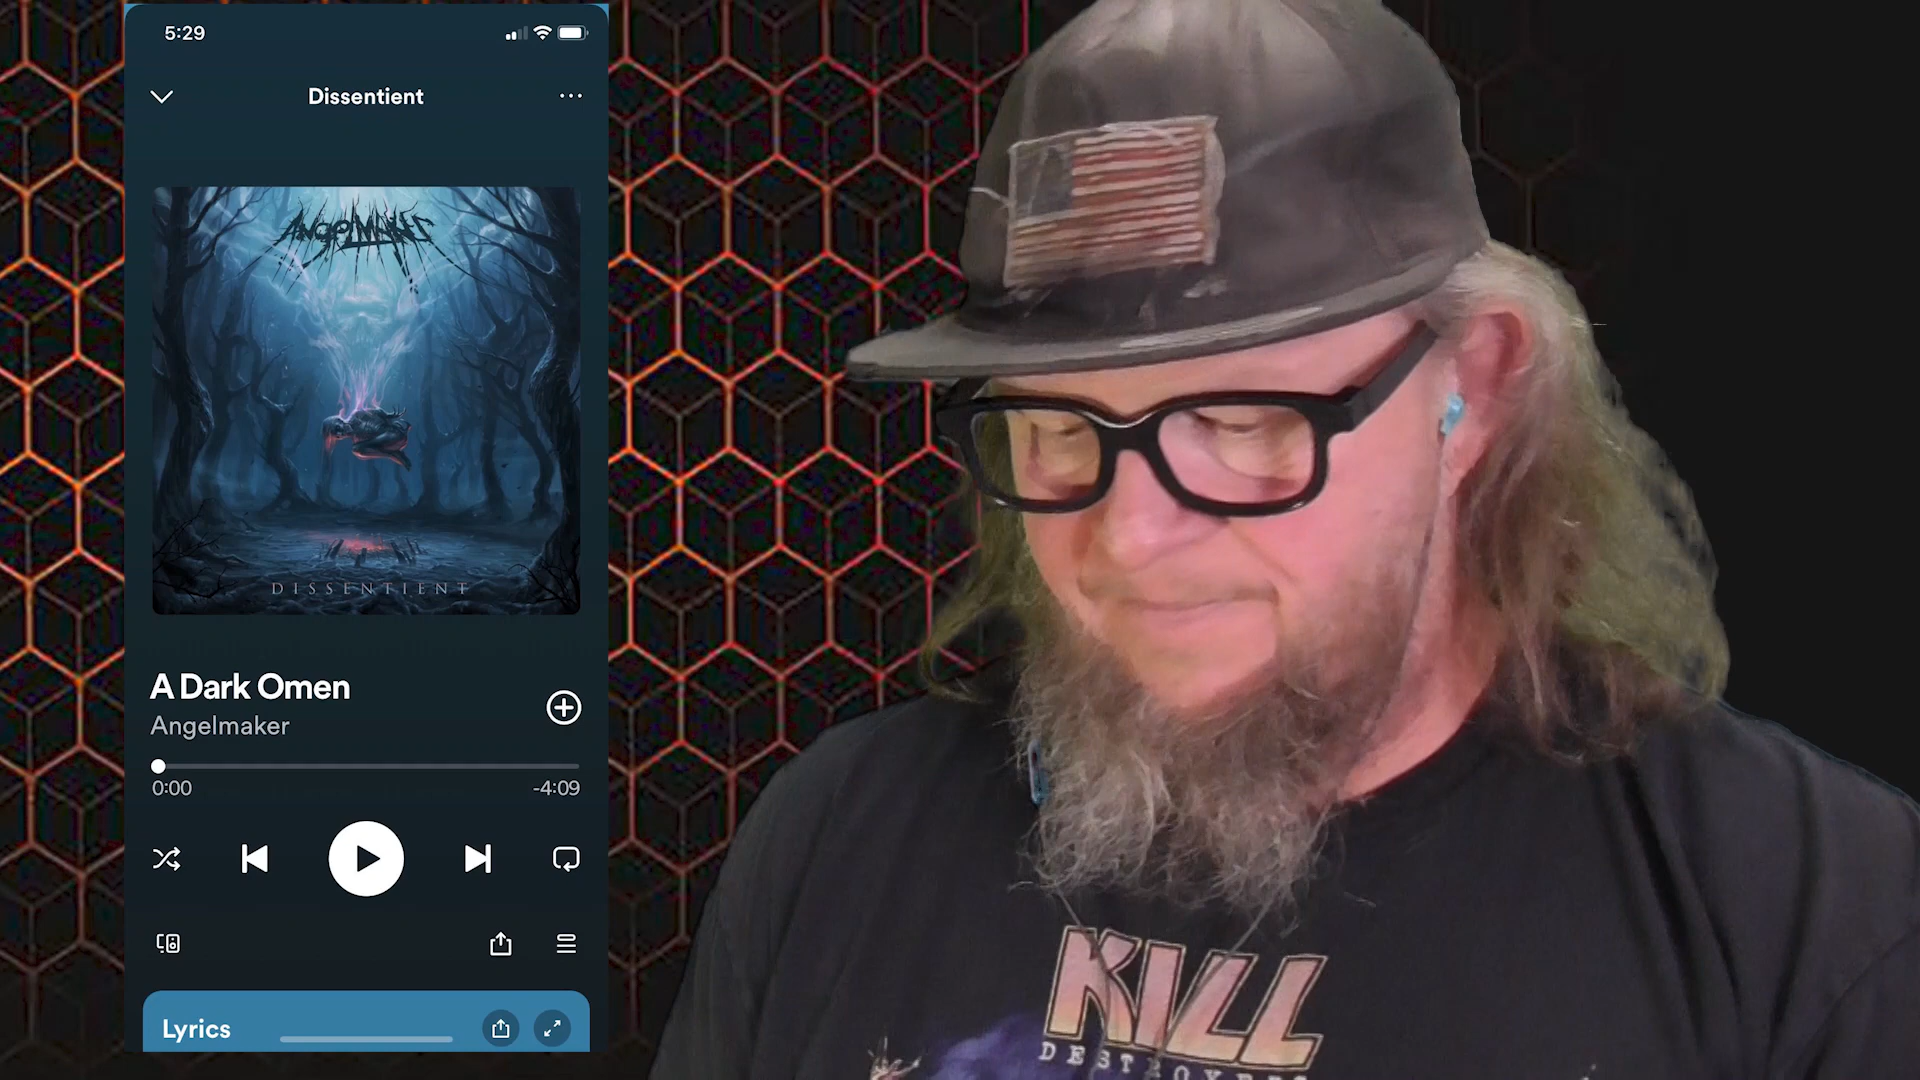 5:29
Dissentient
ANGELMAKER
DISSENTIENT
A Dark Omen
Angelmaker
0:00
-4:09
Lyrics
KILL